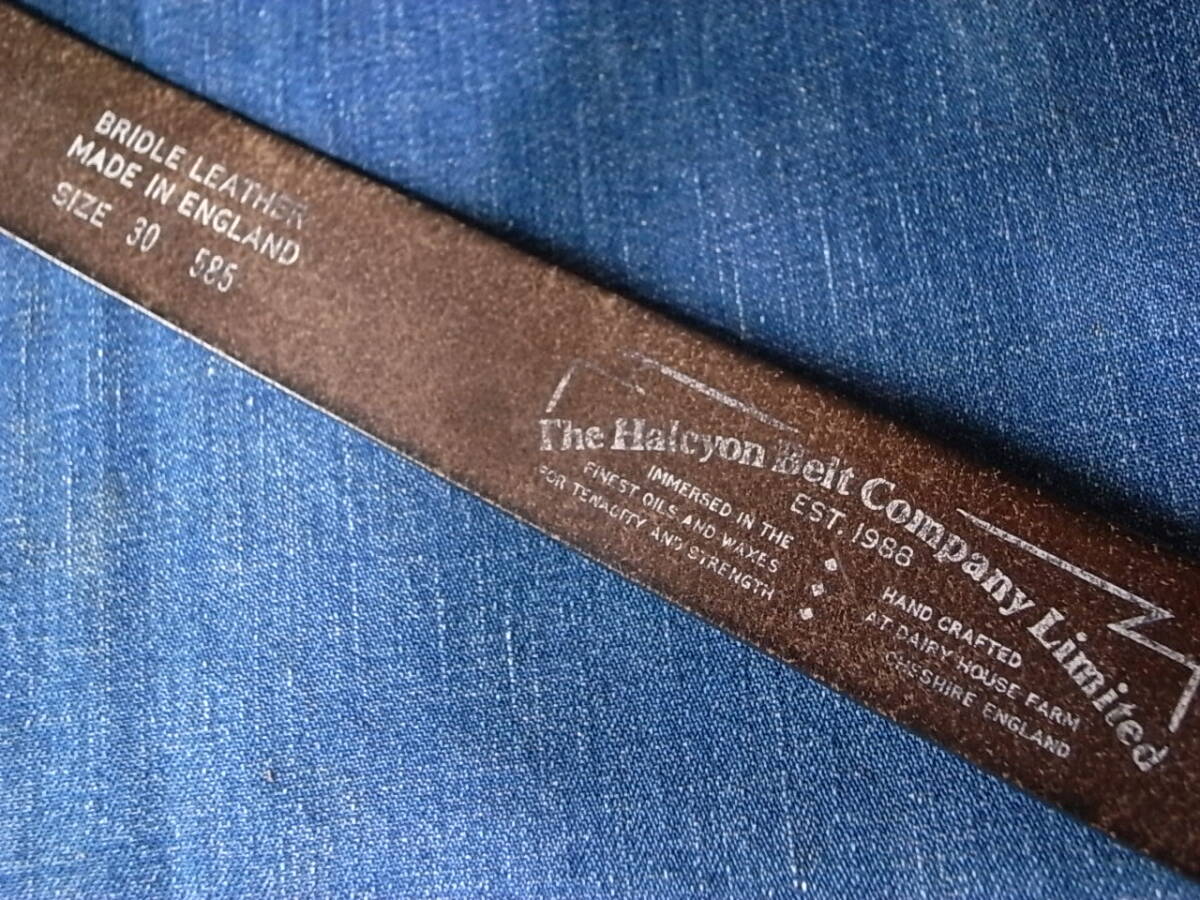 BRIDLE LEATHER
MADE IN ENGLAND
SIZE 30 585
The Halcyon Belt Company Limited
EST. 1988
IMMERSED IN THE
FINEST OILS AND WAXES
FOR TENACITY AND STRENGTH
HAND CRAFTED
AT DAIRY HOUSE FARM
CHESHIRE ENGLAND